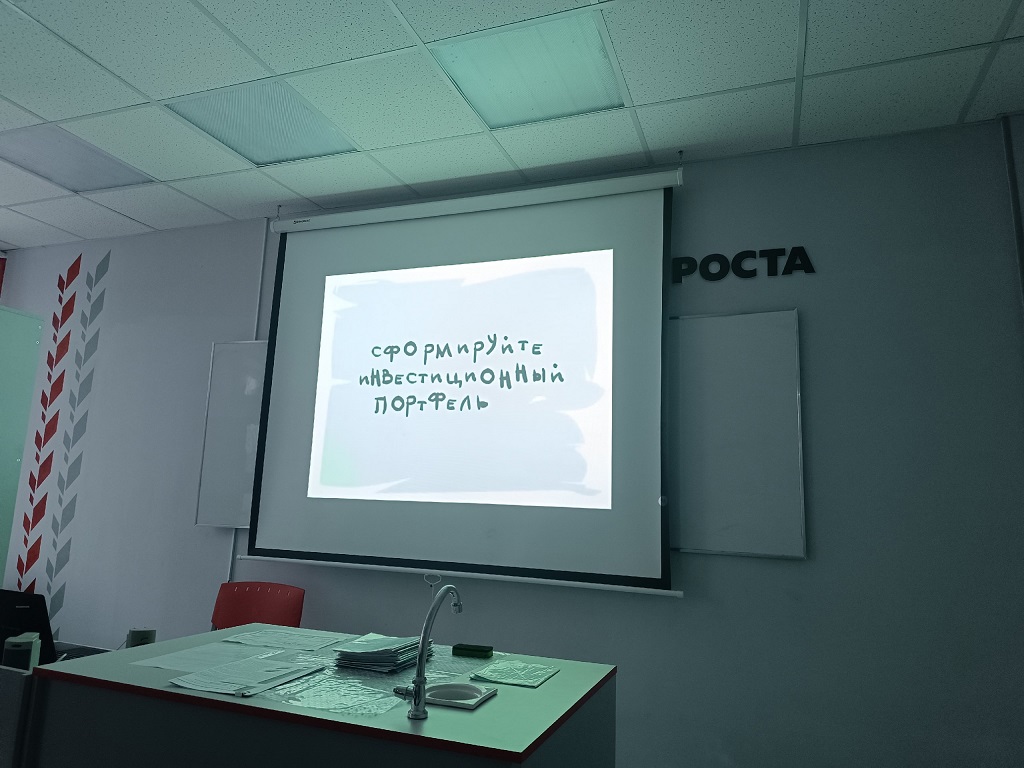 сформируйте
инвестиционный
портфель
РОСТА